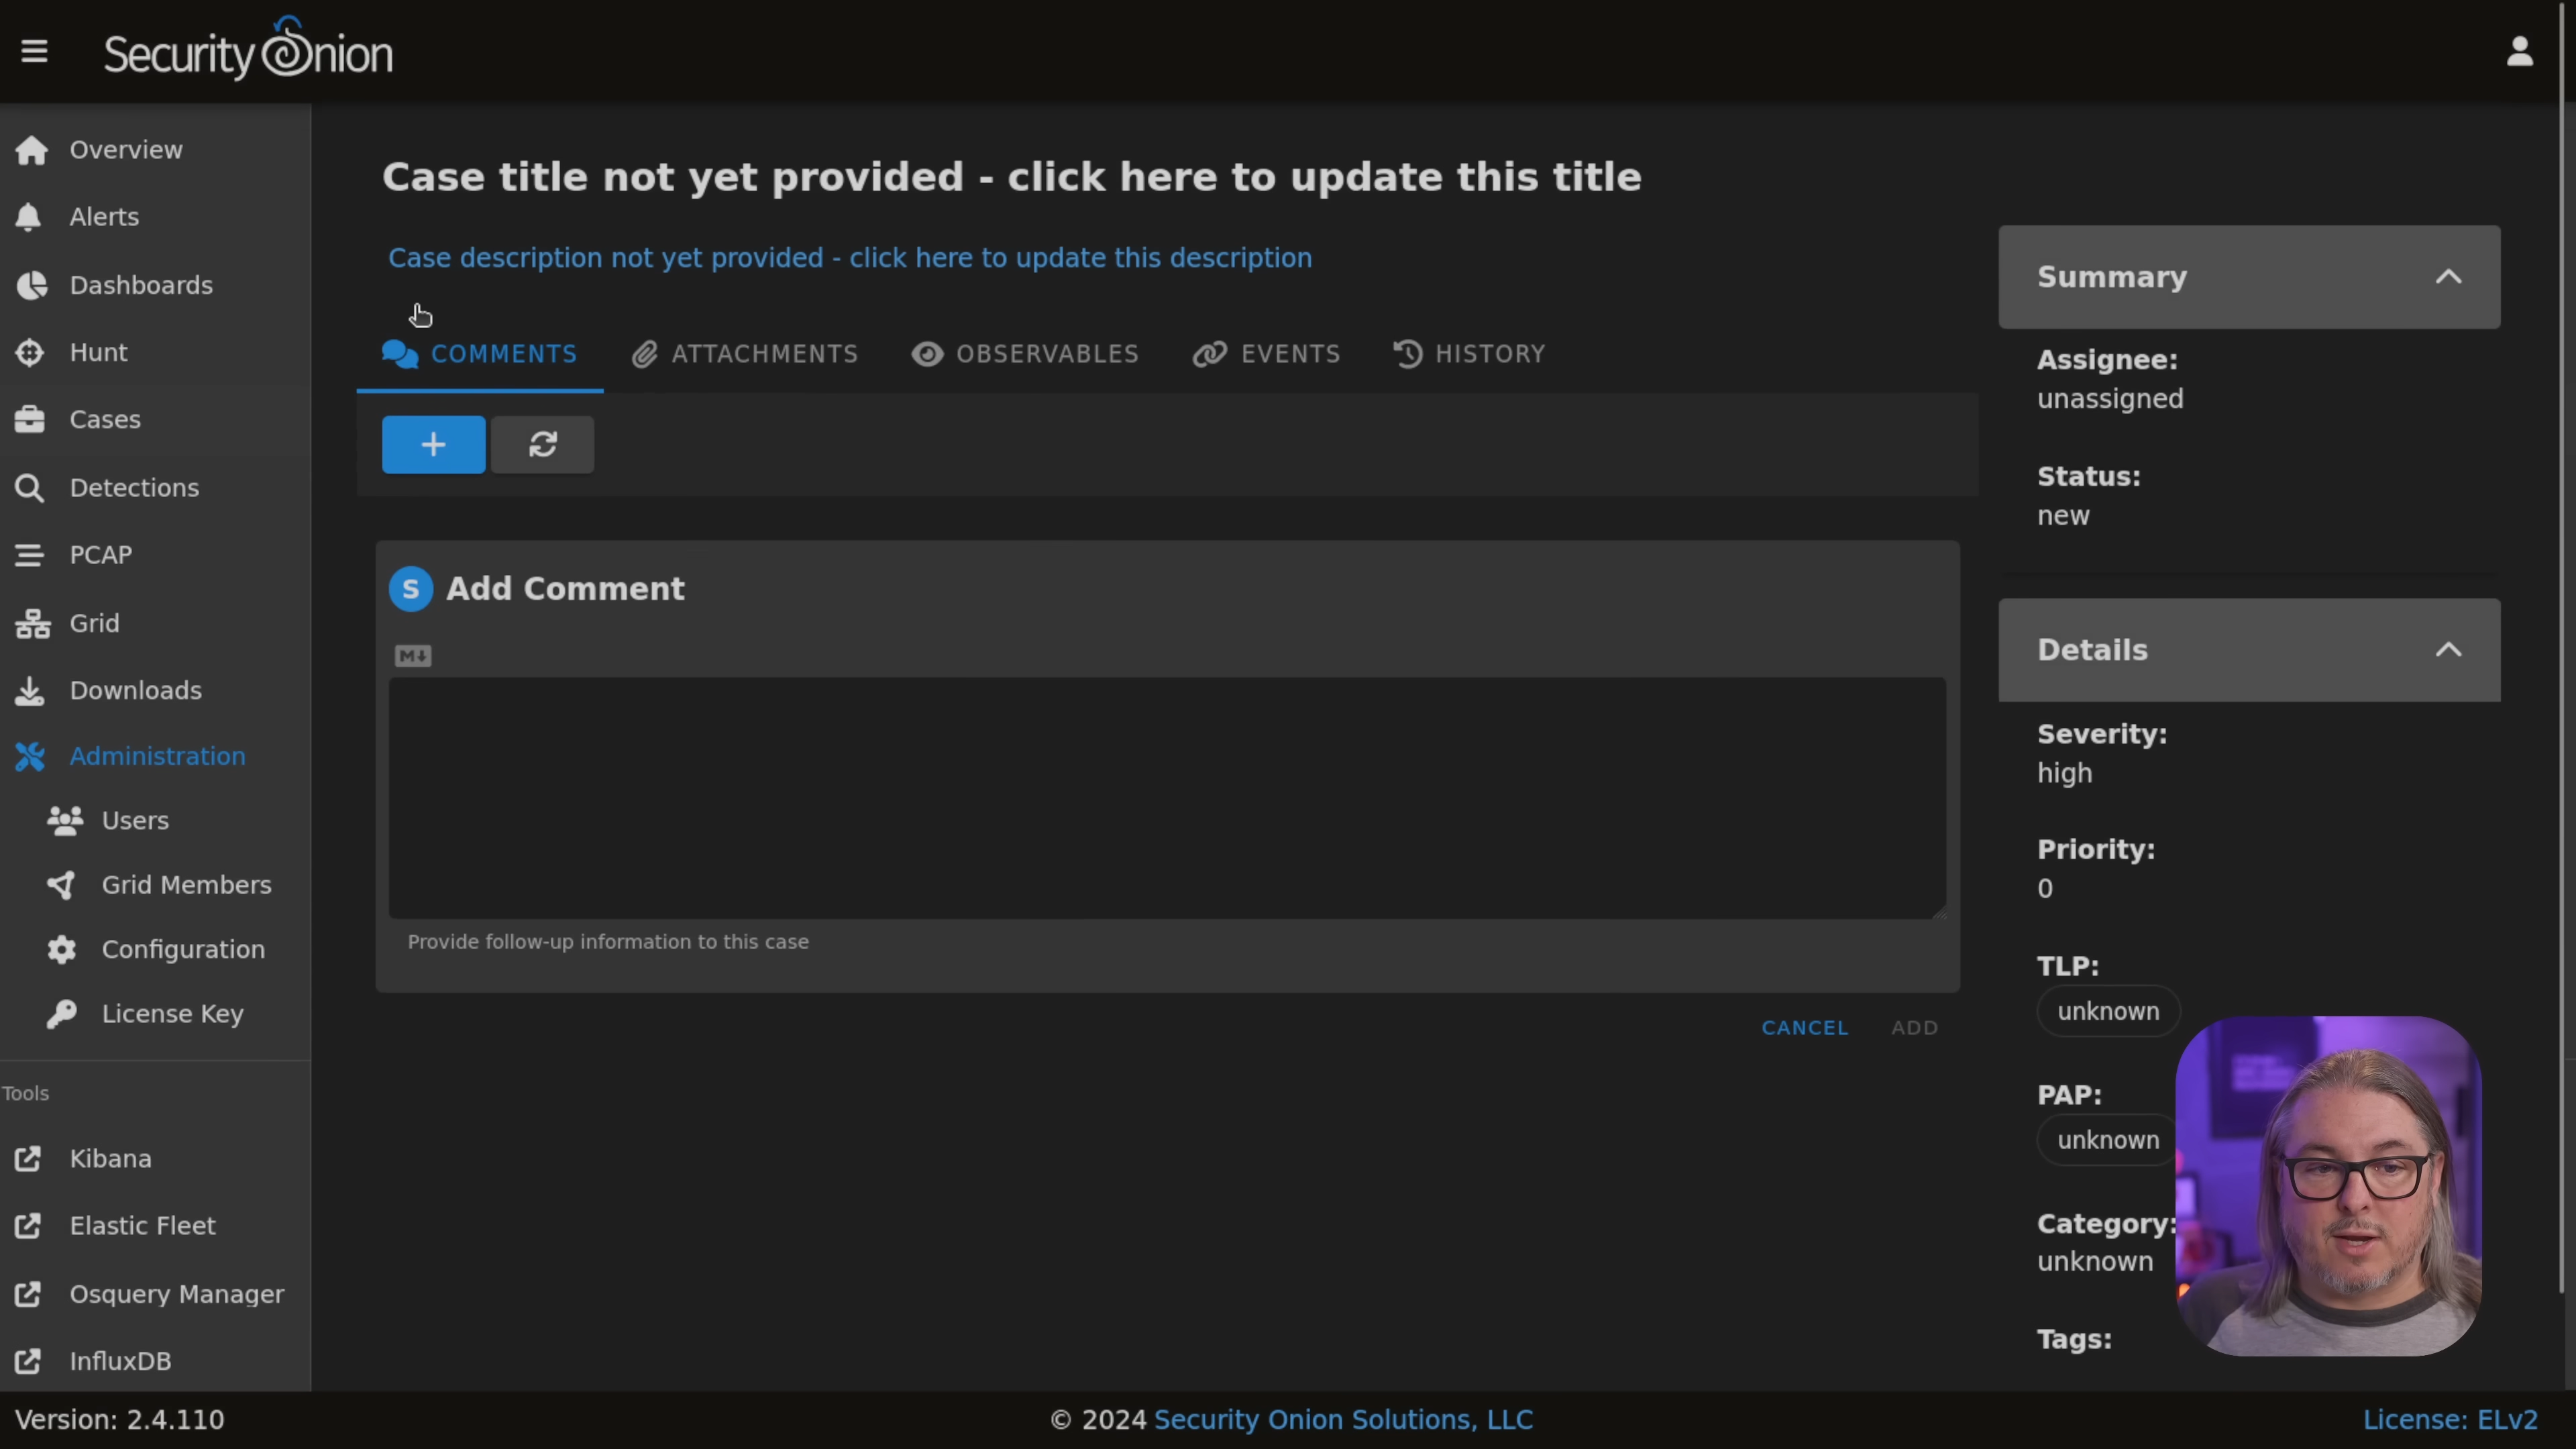 Security Onion
Overview
Alerts
Dashboards
Hunt
Cases
Detections
PCAP
Grid
Downloads
Administration
Users
Grid Members
Configuration
License Key
Tools
Kibana
Elastic Fleet
Osquery Manager
InfluxDB
Case title not yet provided - click here to update this title
Case description not yet provided - click here to update this description
COMMENTS ATTACHMENTS OBSERVABLES EVENTS HISTORY
+
S Add Comment
M
Provide follow-up information to this case
CANCEL ADD
Summary
Assignee:
unassigned
Status:
new
Details
Severity:
high
Priority:
0
TLP:
unknown
PAP:
unknown
Category:
unknown
Tags:
Version: 2.4.110
© 2024 Security Onion Solutions, LLC
License: ELv2